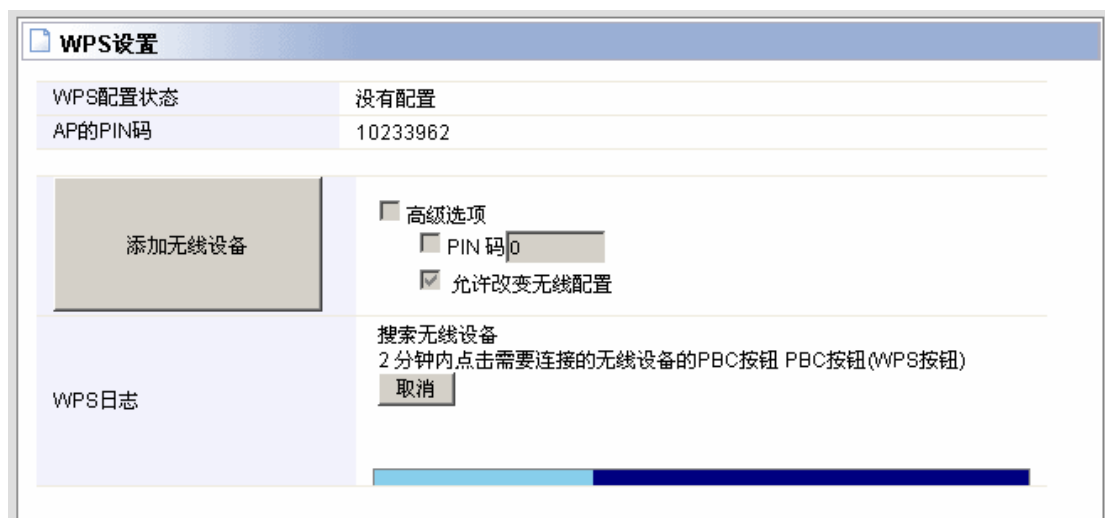 WPS设置
WPS配置状态 没有配置
AP的PIN码 10233962
添加无线设备
高级选项
PIN 码 0
允许改变无线配置
WPS日志
搜索无线设备
2分钟内点击需要连接的无线设备的PBC按钮 PBC按钮(WPS按钮)
取消